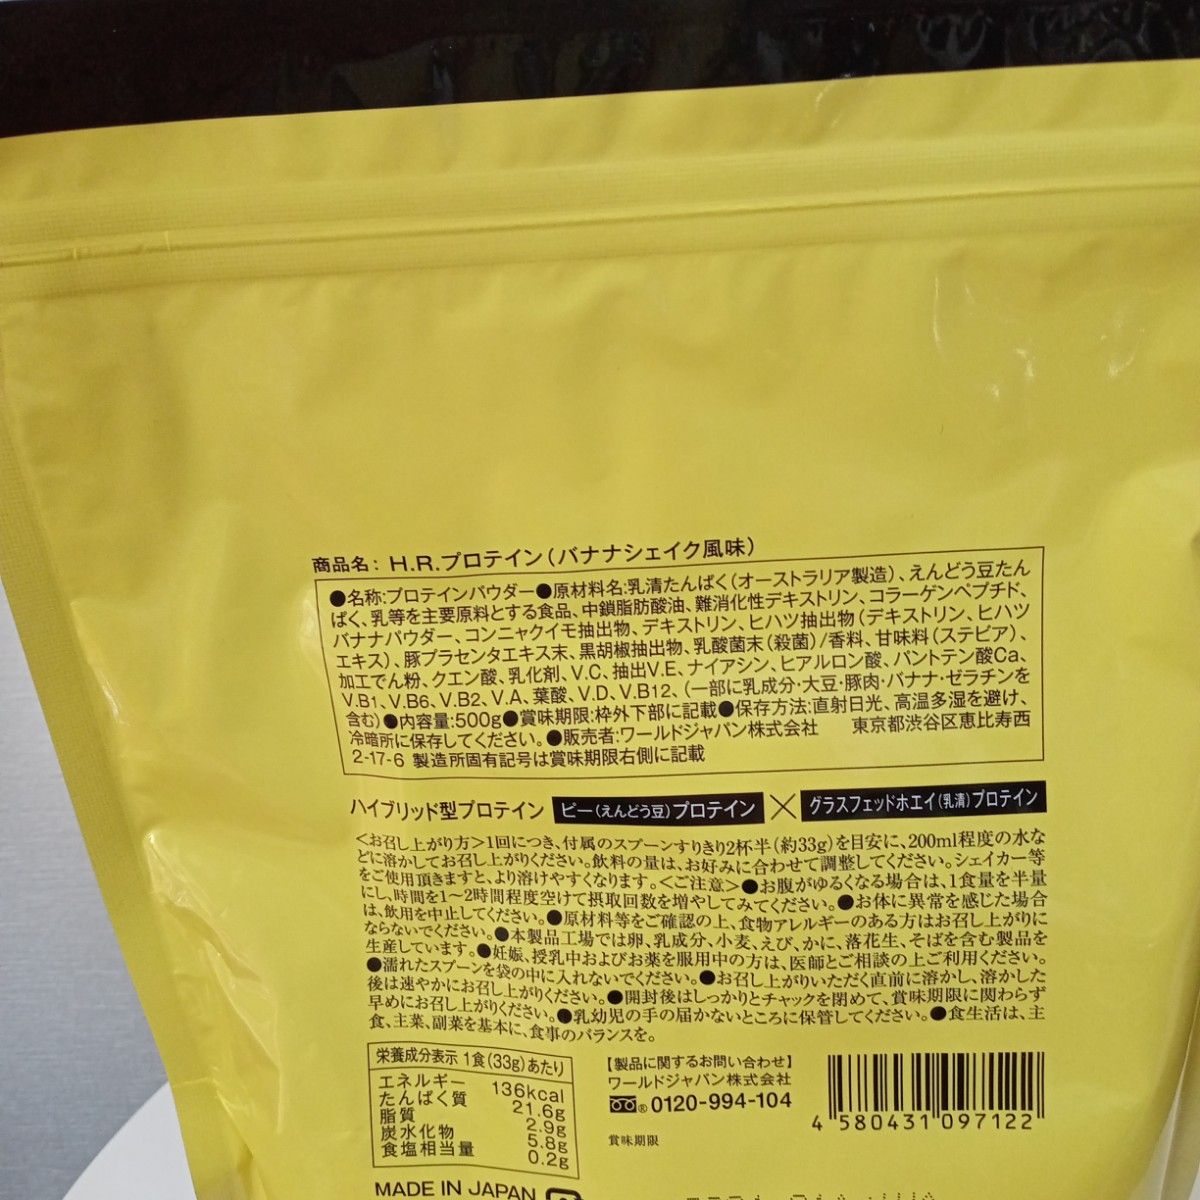 商品名: H.R.プロテイン(バナナシェイク風味)
●名称:プロテインパウダー●原材料名:乳清たんぱく(オーストラリア製造)、えんどう豆たん
ぱく、乳等を主要原料とする食品、中鎖脂肪酸油、難消化性デキストリン、コラーゲンペプチド、
バナナパウダー、コンニャクイモ抽出物、デキストリン、ヒハツ抽出物(デキストリン、ヒハツ
エキス)、豚プラセンタエキス末、黒胡椒抽出物、乳酸菌末(殺菌)/香料、甘味料(ステビア)、
加工でん粉、クエン酸、乳化剤、V.C、抽出V.E、ナイアシン、ヒアルロン酸、パントテン酸Ca、
V.B1、V.B6、V.B2、V.A、葉酸、V.D、V.B12、(一部に乳成分・大豆・豚肉・バナナ・ゼラチンを
含む)●内容量:500g●賞味期限:枠外下部に記載●保存方法:直射日光、高温多湿を避け、
冷暗所に保存してください。●販売者:ワールドジャパン株式会社 東京都渋谷区恵比寿西
2-17-6 製造所固有記号は賞味期限右側に記載
ハイブリッド型プロテイン ピー(えんどう豆)プロテイン × グラスフェッドホエイ(乳清)プロテイン
<お召し上がり方>1回につき、付属のスプーンすりきり2杯半(約33g)を目安に、200ml程度の水な
どに溶かしてお召し上がりください。飲料の量は、お好みに合わせて調整してください。シェイカー等
をご使用頂きますと、より溶けやすくなります。<ご注意>●お腹がゆるくなる場合は、1食量を半量
にし、時間を1~2時間程度空けて摂取回数を増やしてみてください。●お体に異常を感じた場合
は、飲用を中止してください。●原材料等をご確認の上、食物アレルギーのある方はお召し上がりに
ならないでください。●本製品工場では卵、乳成分、小麦、えび、かに、落花生、そばを含む製品を
生産しています。●妊娠、授乳中およびお薬を服用中の方は、医師とご相談の上ご利用ください。
●濡れたスプーンを袋の中に入れないでください。●お召し上がりいただく直前に溶かし、溶かした
後は速やかにお召し上がりください。●開封後はしっかりとチャックを閉めて、賞味期限に関わらず
早めにお召し上がりください。●乳幼児の手の届かないところに保管してください。●食生活は、主
食、主菜、副菜を基本に、食事のバランスを。
栄養成分表示 1食(33g)あたり
エネルギー 136kcal
たんぱく質 21.6g
脂質 2.9g
炭水化物 5.8g
食塩相当量 0.2g
【製品に関するお問い合わせ】
ワールドジャパン株式会社
0120-994-104
賞味期限
4 580431 097122
MADE IN JAPAN